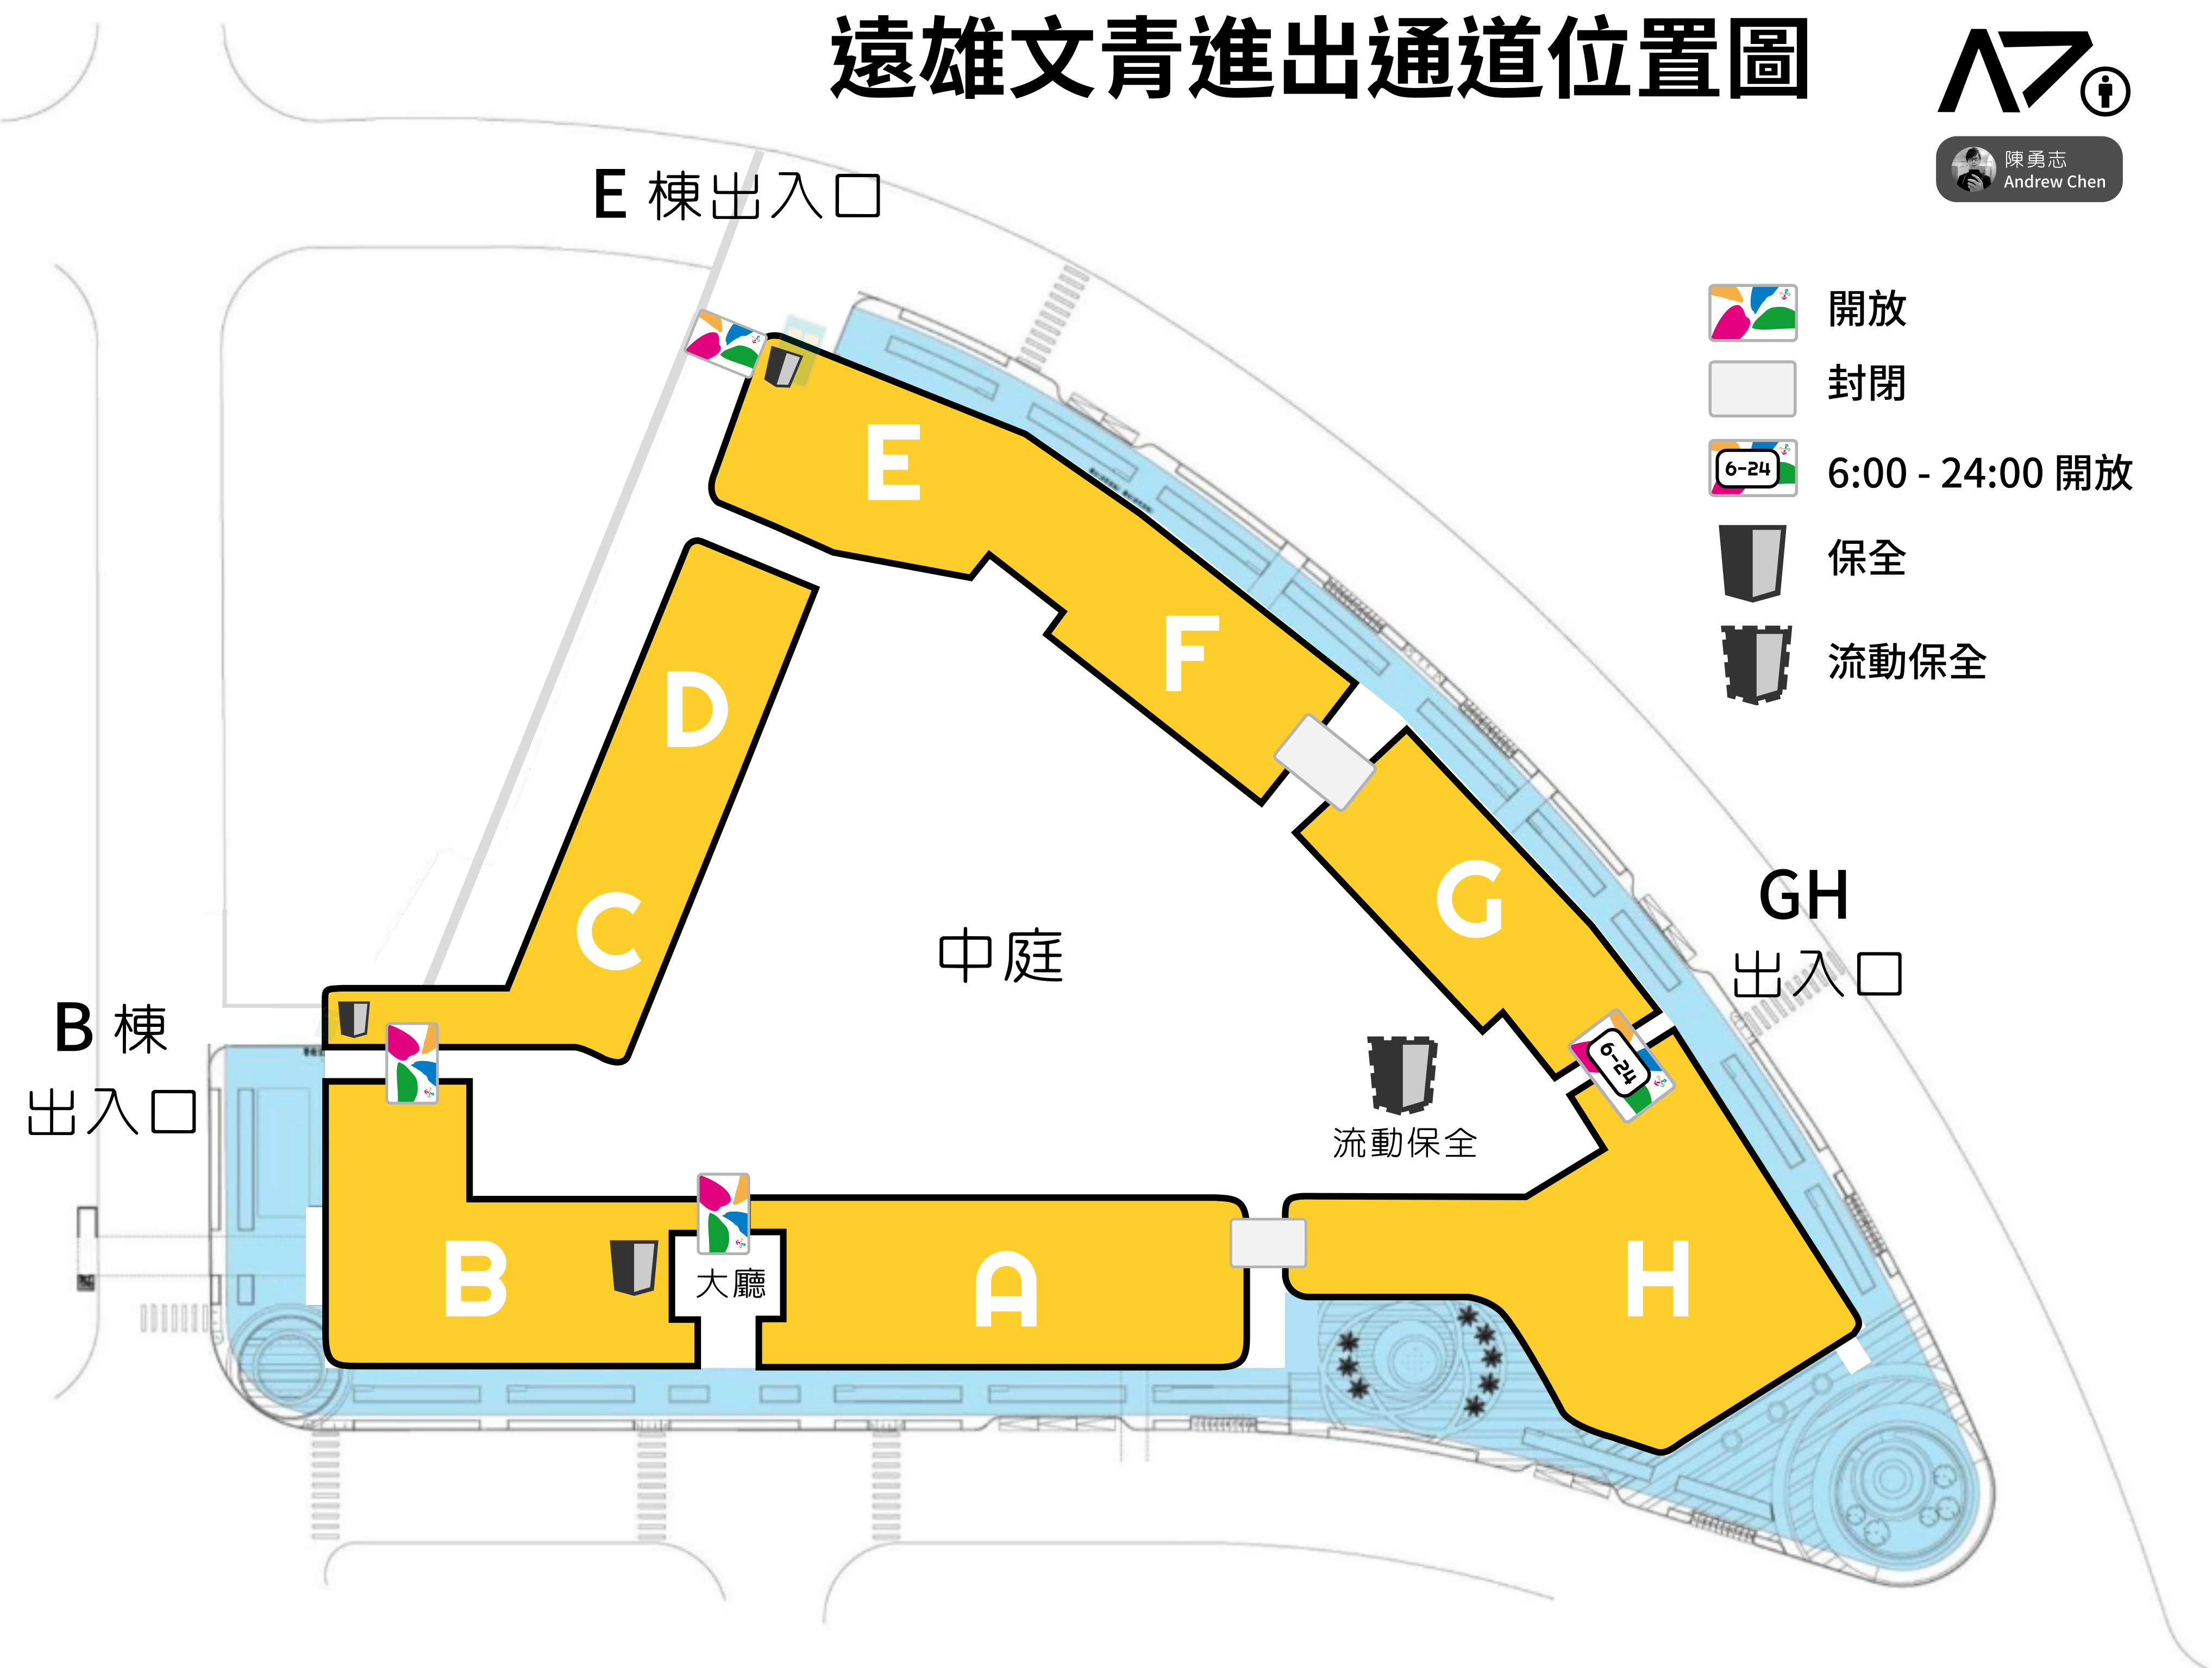 遠雄文青進出通道位置圖
A7
陳勇志
Andrew Chen
E 棟出入口
開放
封閉
6-24
6:00 - 24:00 開放
保全
流動保全
E
D
F
C
G
中庭
GH
出入口
B 棟
出入口
6-24
流動保全
B
大廳
A
H